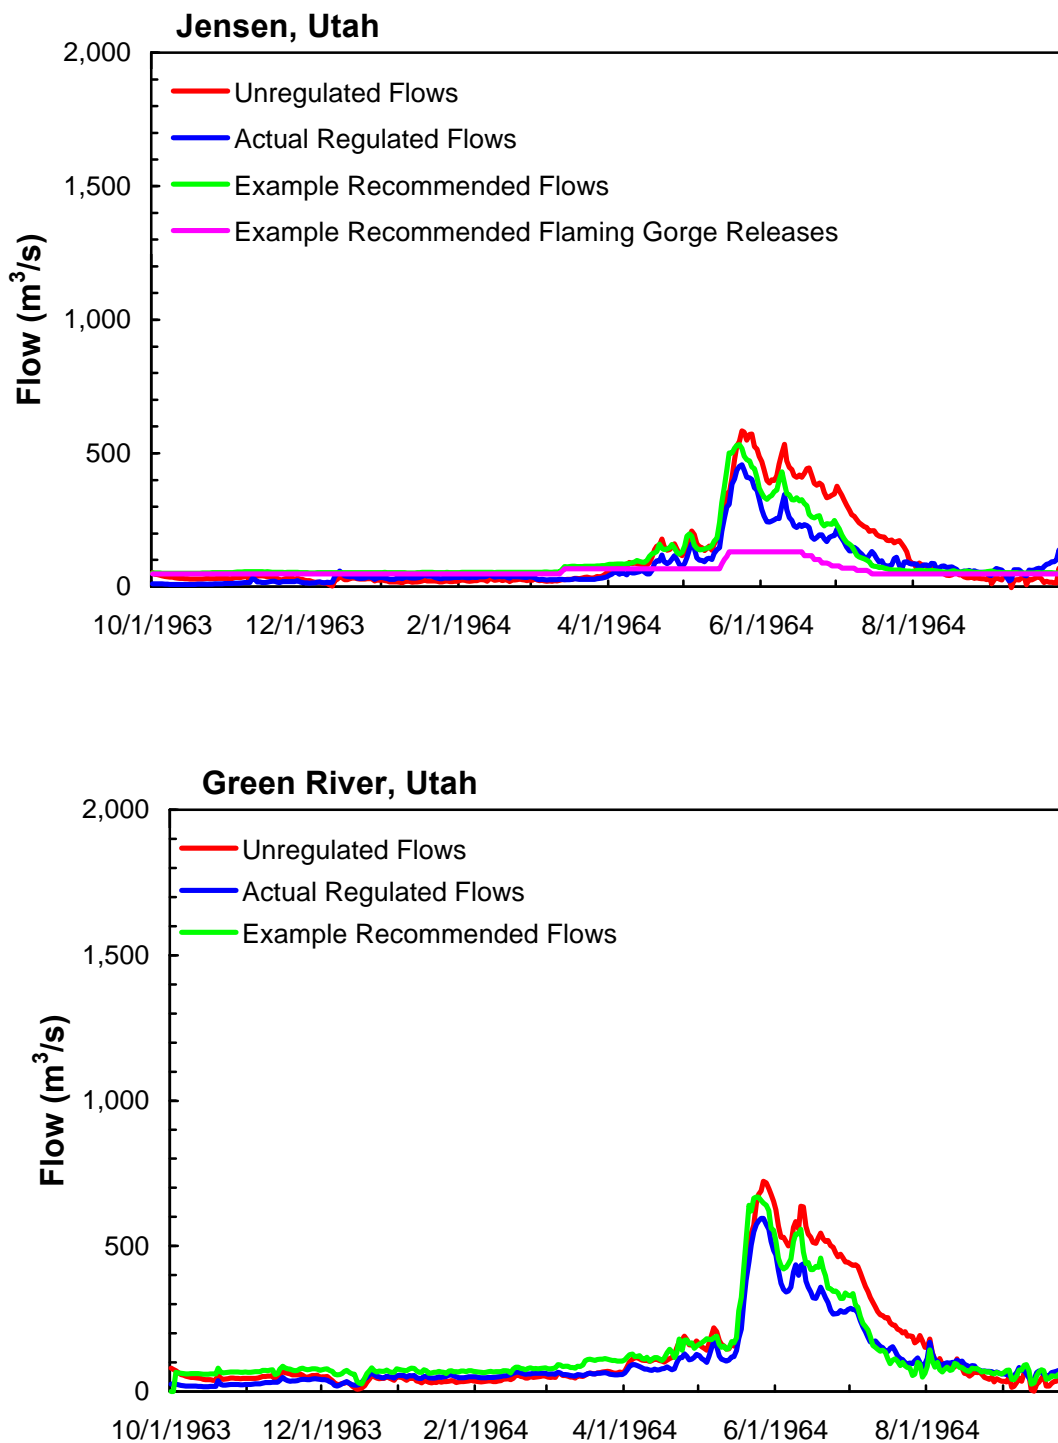 Jensen, Utah
2,000
1,500
1,000
500
0
Flow (m³/s)
Unregulated Flows
Actual Regulated Flows
Example Recommended Flows
Example Recommended Flaming Gorge Releases
10/1/1963 12/1/1963 2/1/1964 4/1/1964 6/1/1964 8/1/1964
Green River, Utah
2,000
1,500
1,000
500
0
Flow (m³/s)
Unregulated Flows
Actual Regulated Flows
Example Recommended Flows
10/1/1963 12/1/1963 2/1/1964 4/1/1964 6/1/1964 8/1/1964